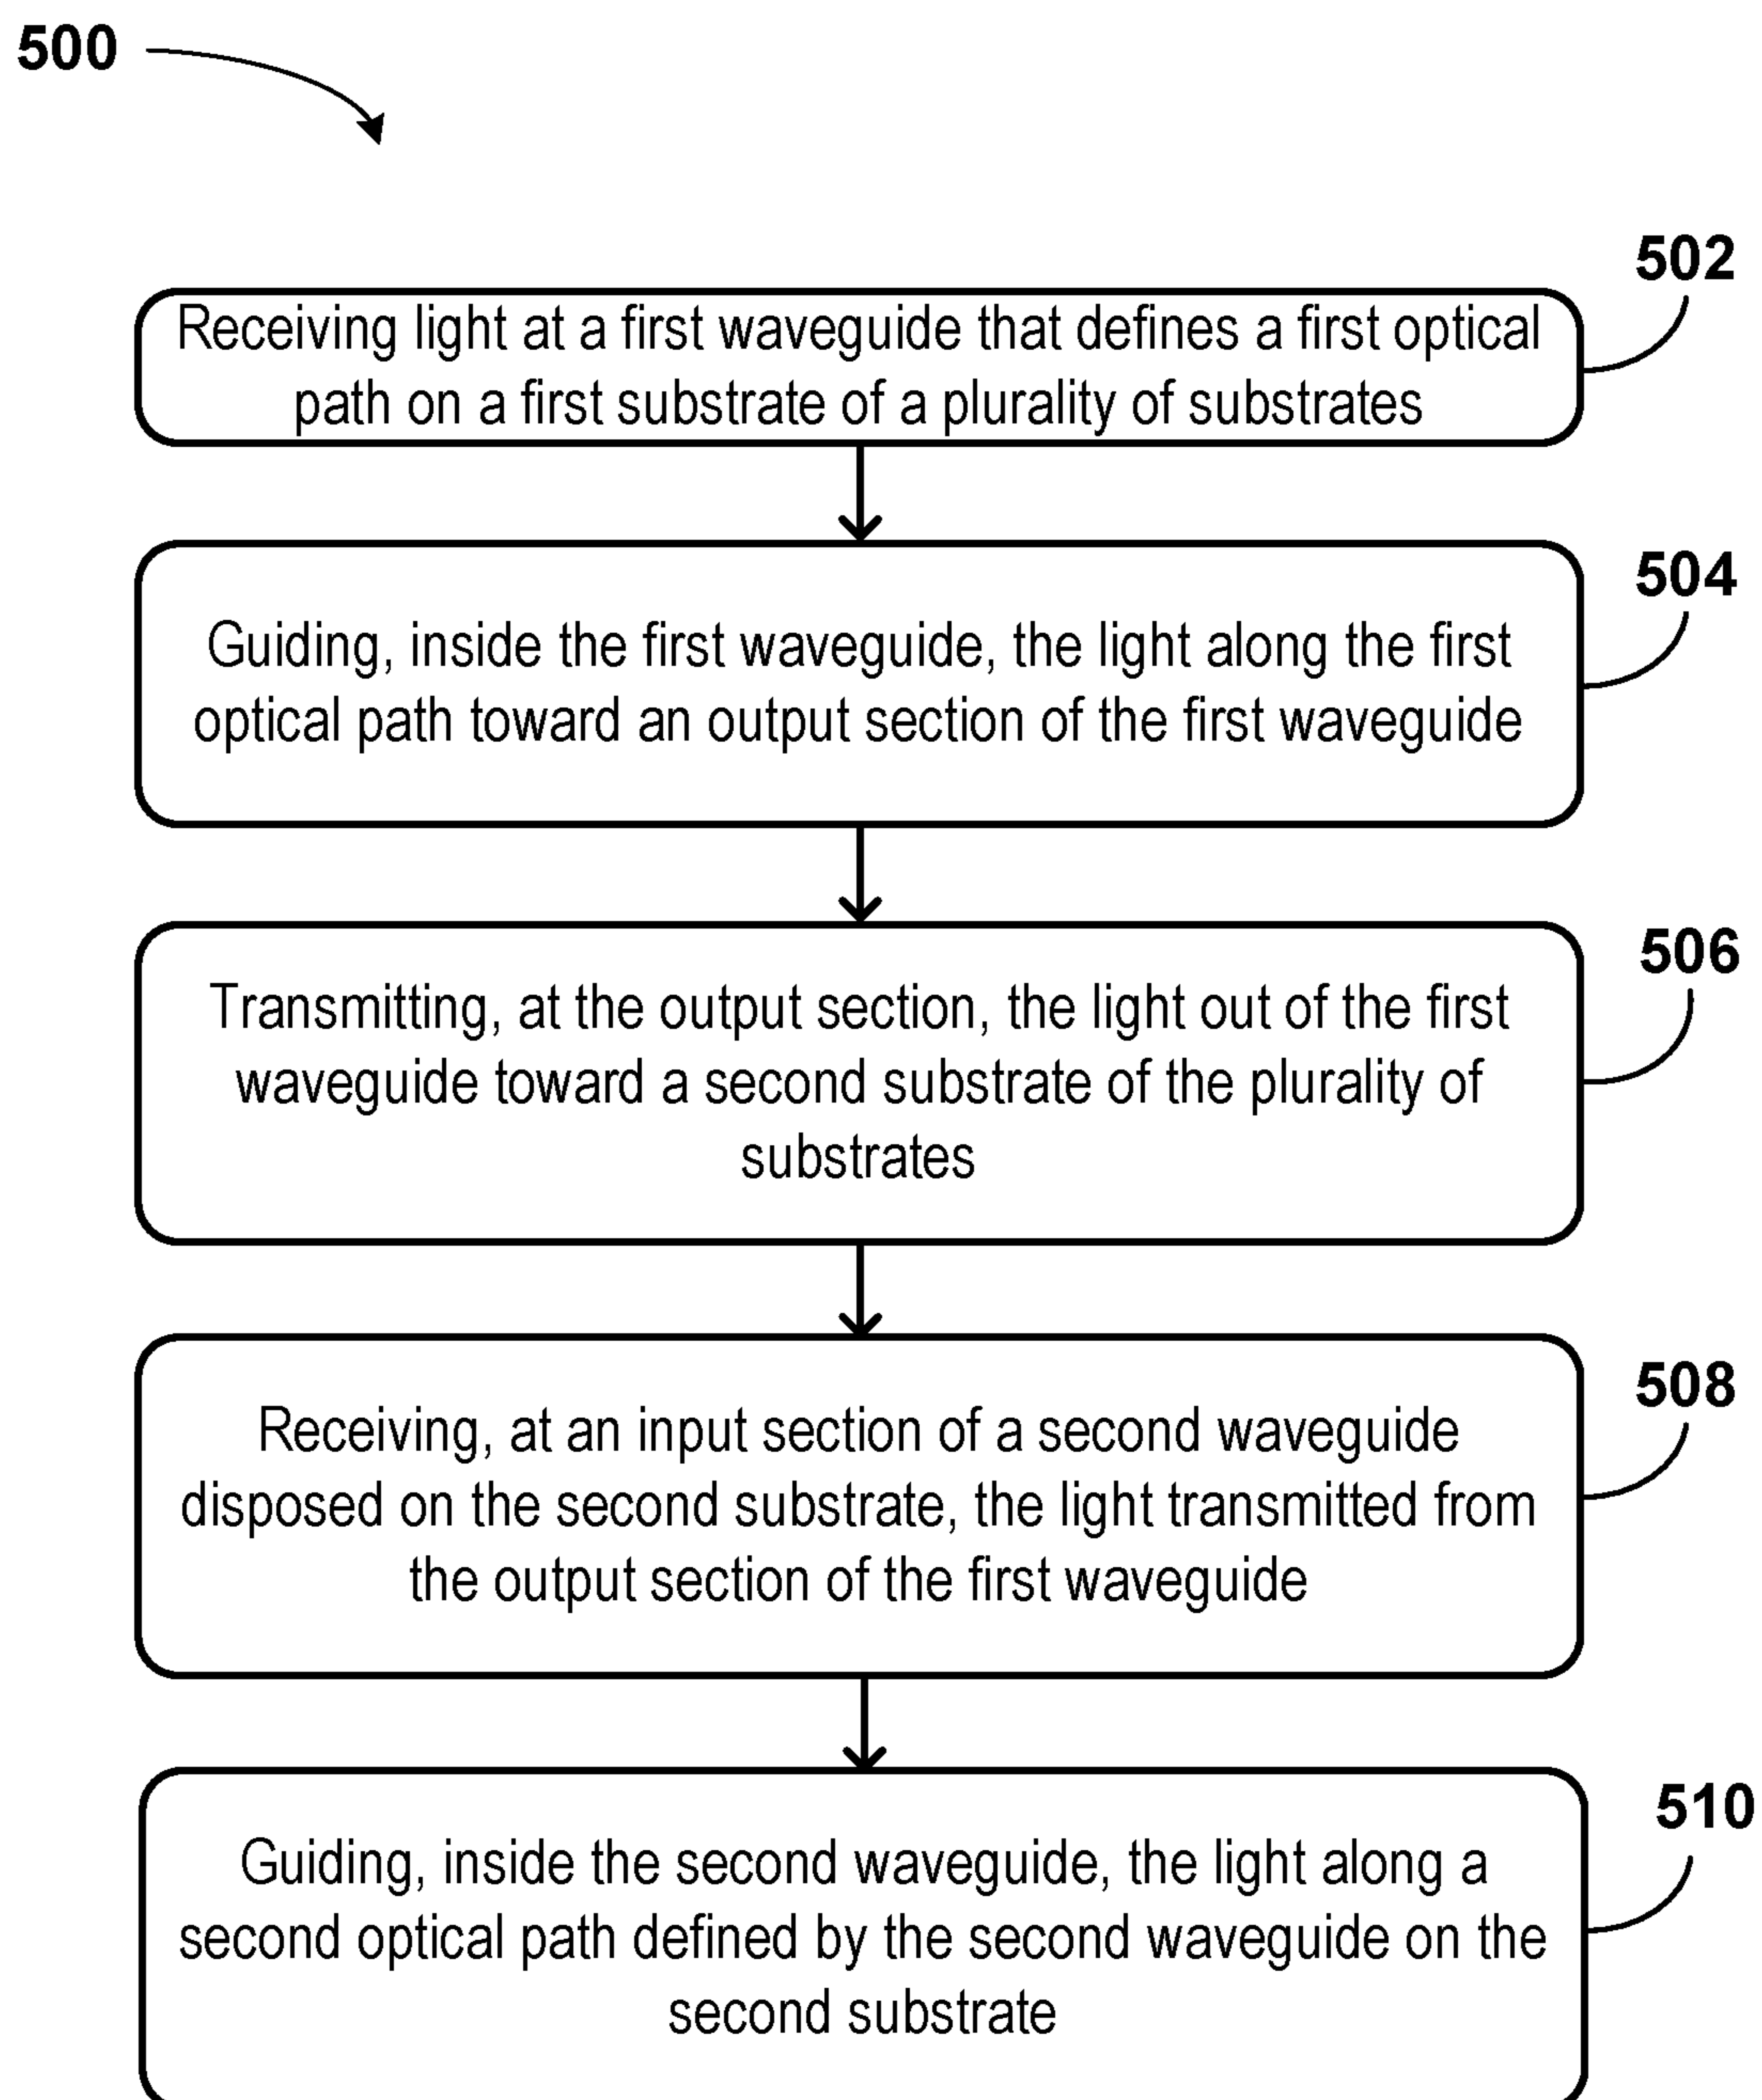 500
502
Receiving light at a first waveguide that defines a first optical
path on a first substrate of a plurality of substrates
504
Guiding, inside the first waveguide, the light along the first
optical path toward an output section of the first waveguide
506
Transmitting, at the output section, the light out of the first
waveguide toward a second substrate of the plurality of
substrates
508
Receiving, at an input section of a second waveguide
disposed on the second substrate, the light transmitted from
the output section of the first waveguide
510
Guiding, inside the second waveguide, the light along a
second optical path defined by the second waveguide on the
second substrate